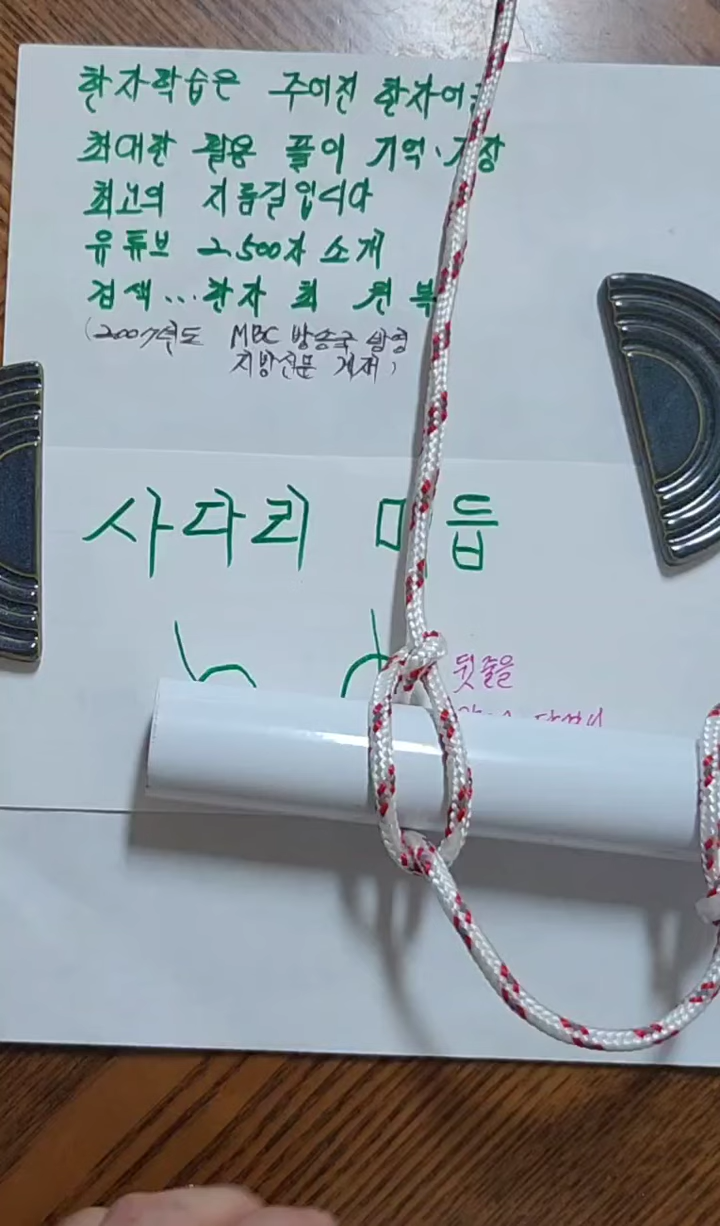 한자학습은 주어진 한자어를
최대한 활용 풀이 기억·저장
최고의 지름길입니다
유튜브 2.500자 소개
검색... 한자 최 원 복
(2007년도 MBC 방송국 방영
지방신문 게재)
사다리 매듭
뒷줄을